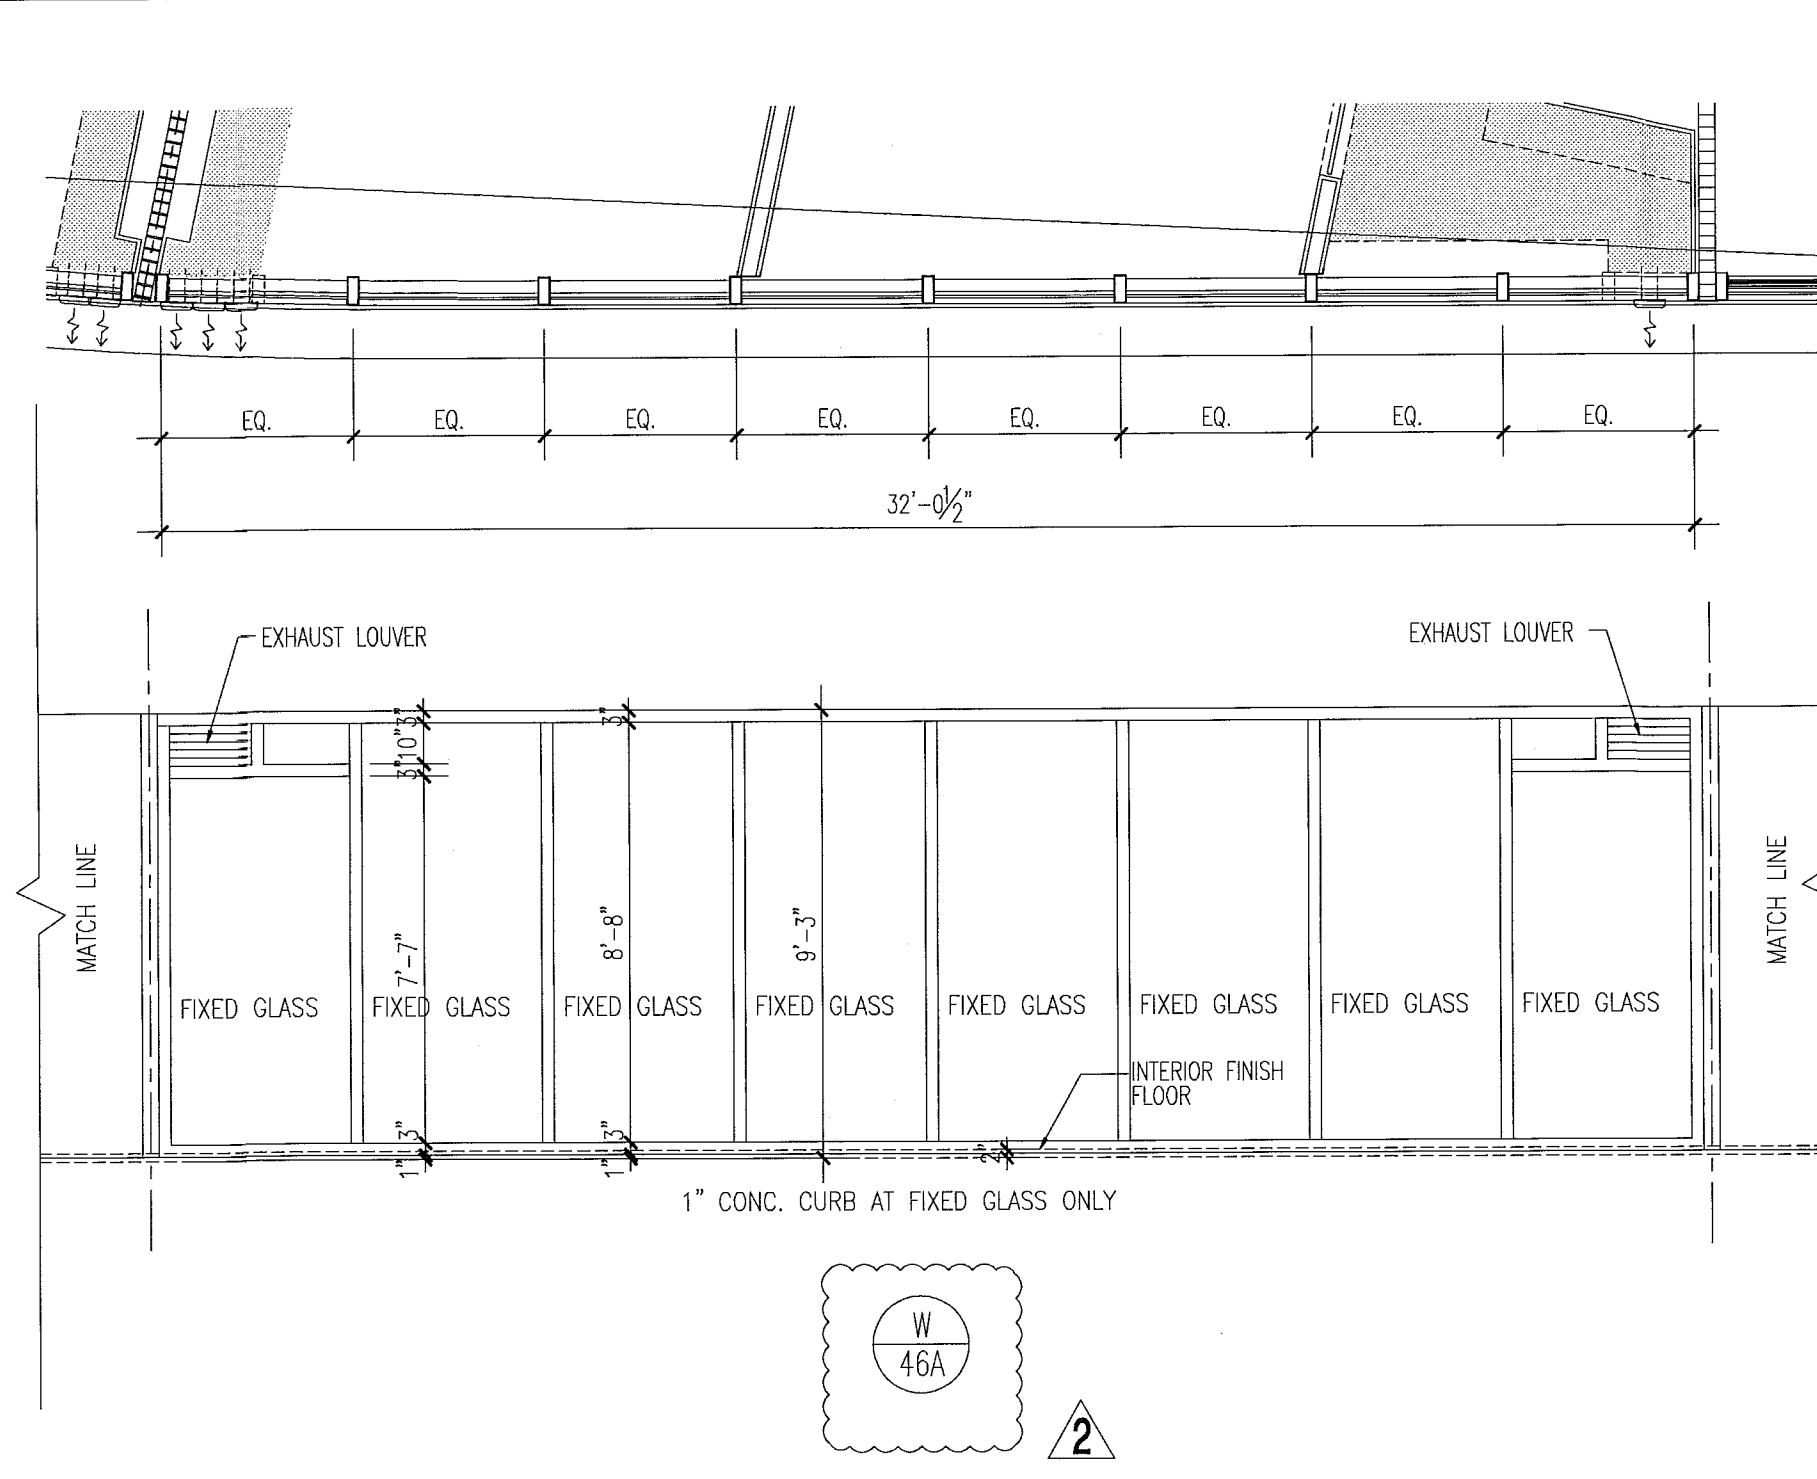 EQ. EQ. EQ. EQ. EQ. EQ. EQ. EQ.
32'-0½"
EXHAUST LOUVER
EXHAUST LOUVER
3"
10"
3"
3"
MATCH LINE
7'-7"
8'-8"
9'-3"
MATCH LINE
FIXED GLASS FIXED GLASS FIXED GLASS FIXED GLASS FIXED GLASS FIXED GLASS FIXED GLASS FIXED GLASS
INTERIOR FINISH
FLOOR
3"
3"
1"
1"
2"
1" CONC. CURB AT FIXED GLASS ONLY
W
46A
2